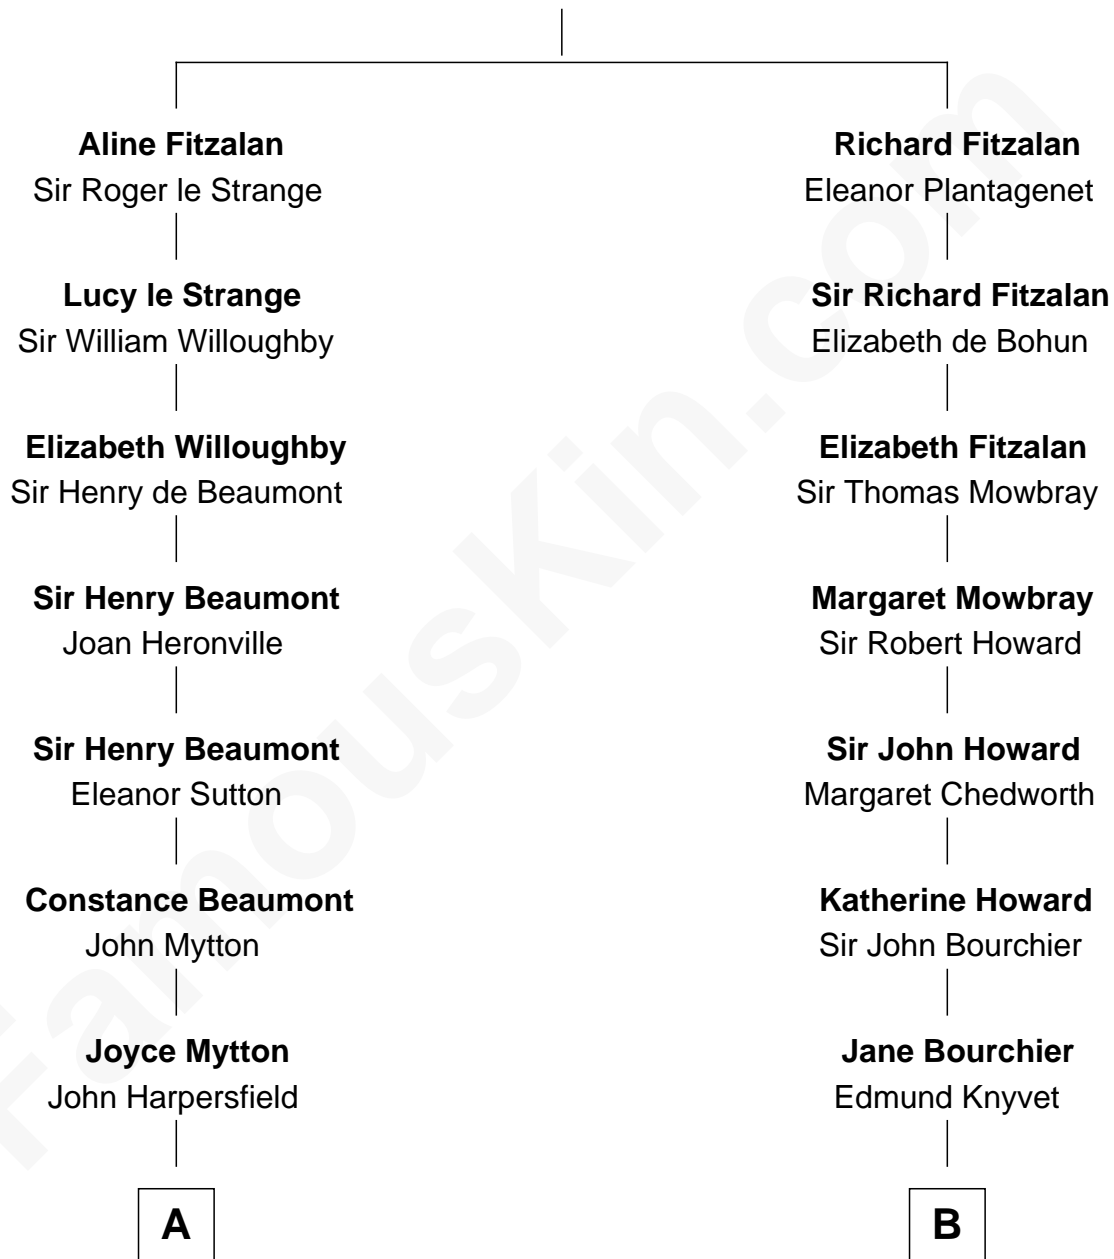 Aline Fitzalan
Sir Roger le Strange
Richard Fitzalan
Eleanor Plantagenet
Lucy le Strange
Sir William Willoughby
Sir Richard Fitzalan
Elizabeth de Bohun
Elizabeth Willoughby
Sir Henry de Beaumont
Elizabeth Fitzalan
Sir Thomas Mowbray
Sir Henry Beaumont
Joan Heronville
Margaret Mowbray
Sir Robert Howard
Sir Henry Beaumont
Eleanor Sutton
Sir John Howard
Margaret Chedworth
Constance Beaumont
John Mytton
Katherine Howard
Sir John Bourchier
Joyce Mytton
John Harpersfield
Jane Bourchier
Edmund Knyvet
A
B
FamousKin.com